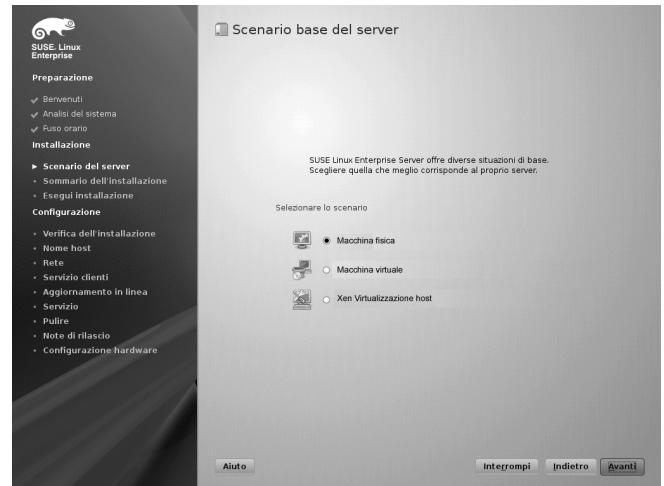 SUSE. Linux
Enterprise
Preparazione
Benvenuti
Analisi del sistema
Fuso orario
Installazione
Scenario del server
Sommario dell'installazione
Esegui installazione
Configurazione
Verifica dell'installazione
Nome host
Rete
Servizio clienti
Aggiornamento in linea
Servizio
Pulire
Note di rilascio
Configurazione hardware
Scenario base del server
SUSE Linux Enterprise Server offre diverse situazioni di base.
Scegliere quella che meglio corrisponde al proprio server.
Selezionare lo scenario
Macchina fisica
Macchina virtuale
Xen Virtualizzazione host
Aiuto
Interrompi
Indietro
Avanti